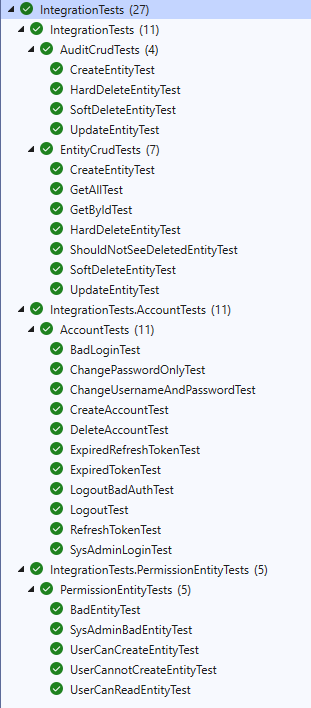 IntegrationTests (27)
IntegrationTests (11)
AuditCrudTests (4)
CreateEntityTest
HardDeleteEntityTest
SoftDeleteEntityTest
UpdateEntityTest
EntityCrudTests (7)
CreateEntityTest
GetAllTest
GetByIdTest
HardDeleteEntityTest
ShouldNotSeeDeletedEntityTest
SoftDeleteEntityTest
UpdateEntityTest
IntegrationTests.AccountTests (11)
AccountTests (11)
BadLoginTest
ChangePasswordOnlyTest
ChangeUsernameAndPasswordTest
CreateAccountTest
DeleteAccountTest
ExpiredRefreshTokenTest
ExpiredTokenTest
LogoutBadAuthTest
LogoutTest
RefreshTokenTest
SysAdminLoginTest
IntegrationTests.PermissionEntityTests (5)
PermissionEntityTests (5)
BadEntityTest
SysAdminBadEntityTest
UserCanCreateEntityTest
UserCannotCreateEntityTest
UserCanReadEntityTest